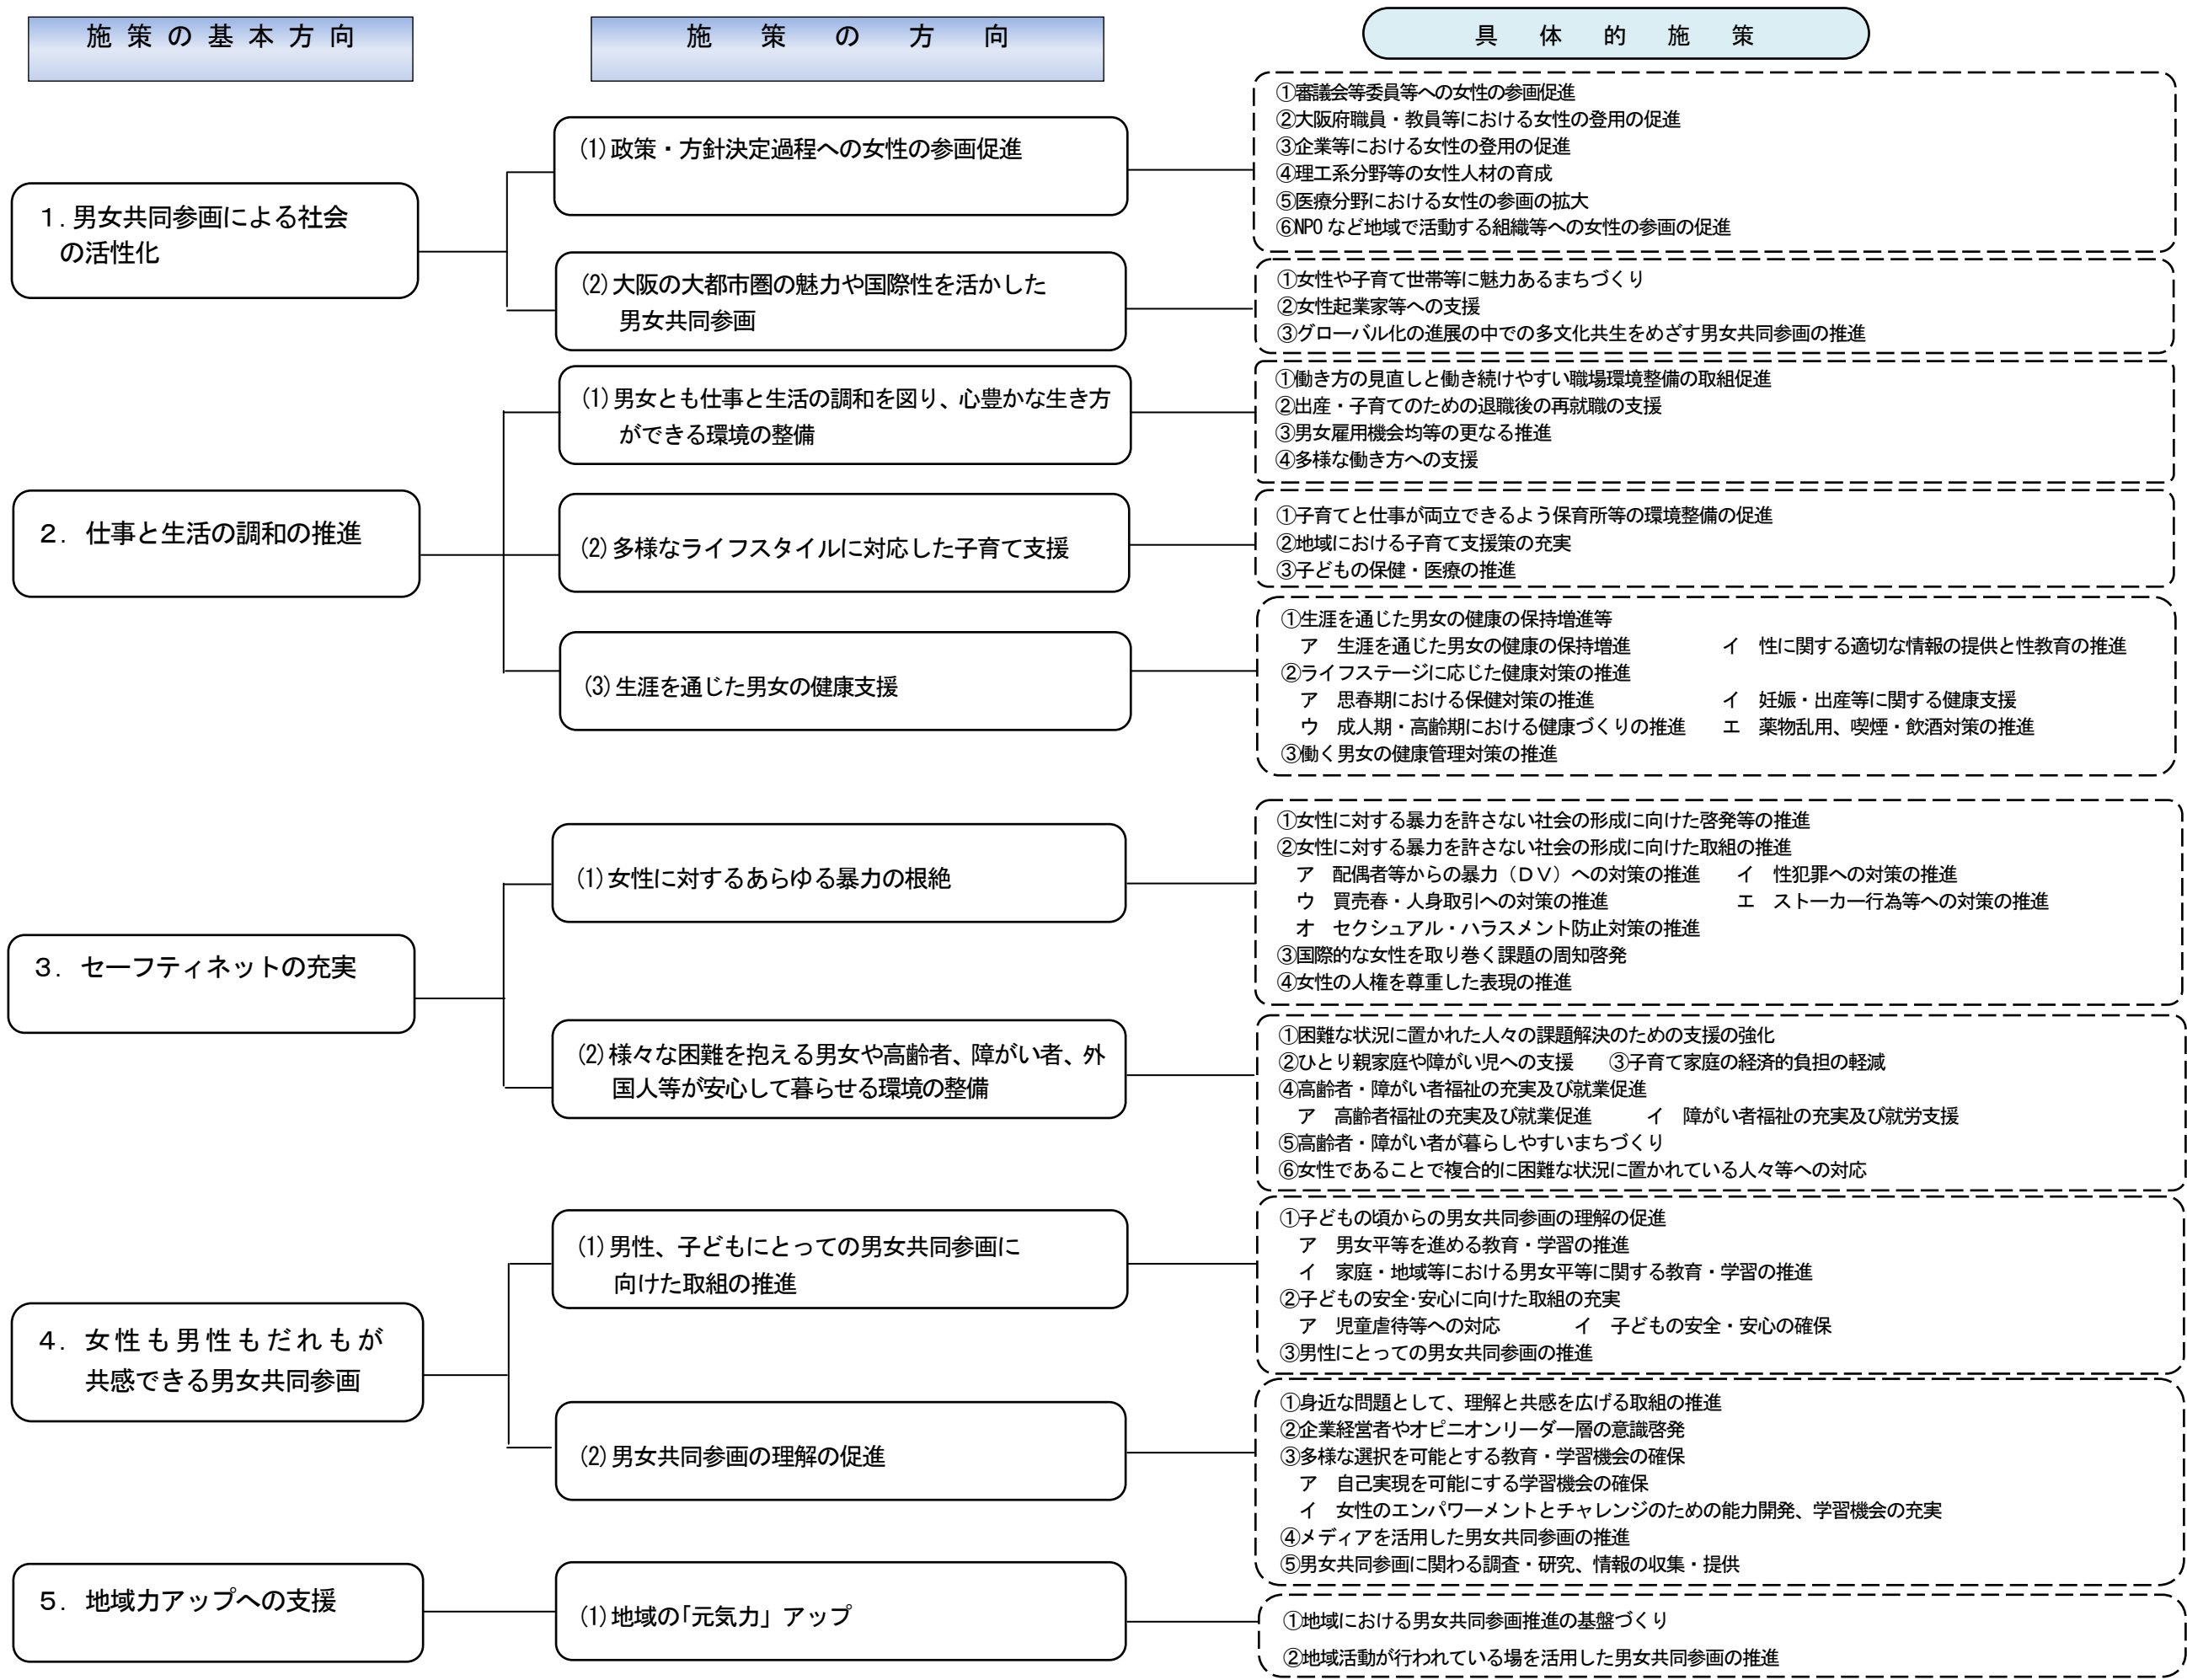 施策の基本方向
施策の方向
具体的施策
１．男女共同参画による社会
の活性化
(1)政策・方針決定過程への女性の参画促進
①審議会等委員等への女性の参画促進
②大阪府職員・教員等における女性の登用の促進
③企業等における女性の登用の促進
④理工系分野等の女性人材の育成
⑤医療分野における女性の参画の拡大
⑥NPOなど地域で活動する組織等への女性の参画の促進
(2)大阪の大都市圏の魅力や国際性を活かした
男女共同参画
①女性や子育て世帯等に魅力あるまちづくり
②女性起業家等への支援
③グローバル化の進展の中での多文化共生をめざす男女共同参画の推進
２．仕事と生活の調和の推進
(1)男女とも仕事と生活の調和を図り、心豊かな生き方
ができる環境の整備
①働き方の見直しと働き続けやすい職場環境整備の取組促進
②出産・子育てのための退職後の再就職の支援
③男女雇用機会均等の更なる推進
④多様な働き方への支援
(2)多様なライフスタイルに対応した子育て支援
①子育てと仕事が両立できるよう保育所等の環境整備の促進
②地域における子育て支援策の充実
③子どもの保健・医療の推進
(3)生涯を通じた男女の健康支援
①生涯を通じた男女の健康の保持増進等
ア　生涯を通じた男女の健康の保持増進　イ　性に関する適切な情報の提供と性教育の推進
②ライフステージに応じた健康対策の推進
ア　思春期における保健対策の推進　イ　妊娠・出産等に関する健康支援
ウ　成人期・高齢期における健康づくりの推進　エ　薬物乱用、喫煙・飲酒対策の推進
③働く男女の健康管理対策の推進
３．セーフティネットの充実
(1)女性に対するあらゆる暴力の根絶
①女性に対する暴力を許さない社会の形成に向けた啓発等の推進
②女性に対する暴力を許さない社会の形成に向けた取組の推進
ア　配偶者等からの暴力（ＤＶ）への対策の推進　イ　性犯罪への対策の推進
ウ　買売春・人身取引への対策の推進　エ　ストーカー行為等への対策の推進
オ　セクシュアル・ハラスメント防止対策の推進
③国際的な女性を取り巻く課題の周知啓発
④女性の人権を尊重した表現の推進
(2)様々な困難を抱える男女や高齢者、障がい者、外
国人等が安心して暮らせる環境の整備
①困難な状況に置かれた人々の課題解決のための支援の強化
②ひとり親家庭や障がい児への支援　③子育て家庭の経済的負担の軽減
④高齢者・障がい者福祉の充実及び就業促進
ア　高齢者福祉の充実及び就業促進　イ　障がい者福祉の充実及び就労支援
⑤高齢者・障がい者が暮らしやすいまちづくり
⑥女性であることで複合的に困難な状況に置かれている人々等への対応
４．女性も男性もだれもが
共感できる男女共同参画
(1)男性、子どもにとっての男女共同参画に
向けた取組の推進
①子どもの頃からの男女共同参画の理解の促進
ア　男女平等を進める教育・学習の推進
イ　家庭・地域等における男女平等に関する教育・学習の推進
②子どもの安全・安心に向けた取組の充実
ア　児童虐待等への対応　イ　子どもの安全・安心の確保
③男性にとっての男女共同参画の推進
(2)男女共同参画の理解の促進
①身近な問題として、理解と共感を広げる取組の推進
②企業経営者やオピニオンリーダー層の意識啓発
③多様な選択を可能とする教育・学習機会の確保
ア　自己実現を可能にする学習機会の確保
イ　女性のエンパワーメントとチャレンジのための能力開発、学習機会の充実
④メディアを活用した男女共同参画の推進
⑤男女共同参画に関わる調査・研究、情報の収集・提供
５．地域力アップへの支援
(1)地域の「元気力」アップ
①地域における男女共同参画推進の基盤づくり
②地域活動が行われている場を活用した男女共同参画の推進